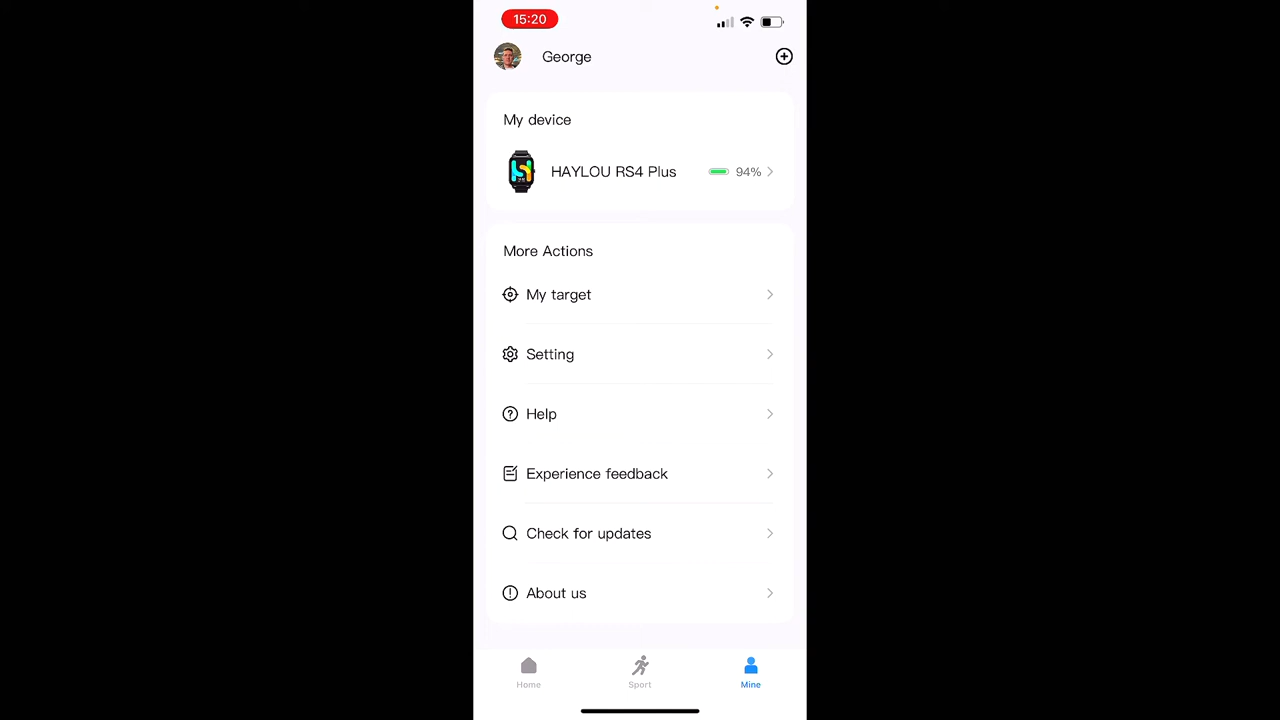 15:20
George
My device
HAYLOU RS4 Plus 94%
More Actions
My target
Setting
Help
Experience feedback
Check for updates
About us
Home Sport Mine